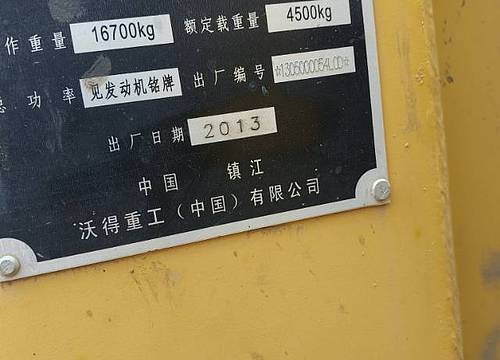 作重量 16700kg 额定载重量 4500kg
总功率 见发动机铭牌 出厂编号 ☆1305000054LCD☆
出厂日期 2013
中国 镇江
沃得重工（中国）有限公司